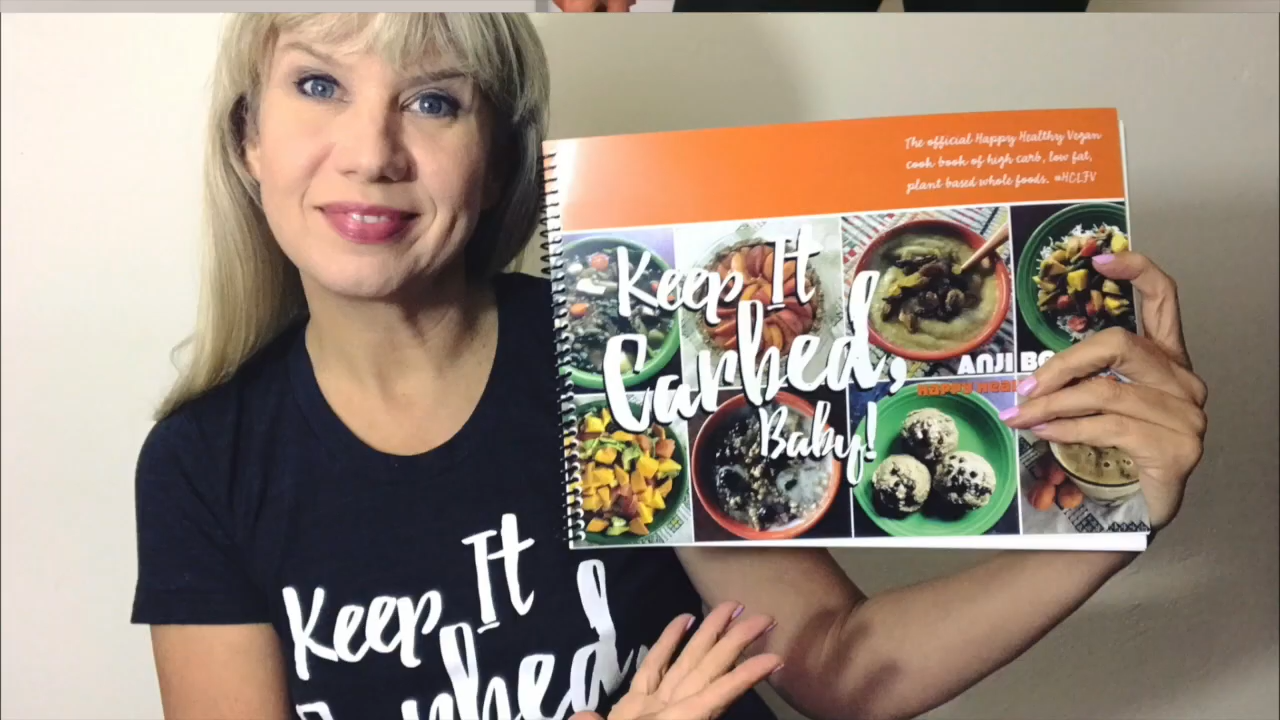 The official Happy Healthy Vegan
cook book of high carb, low fat,
plant based whole foods. #HCLFV
Keep It
Carbed,
Baby!
ANJI
Keep It